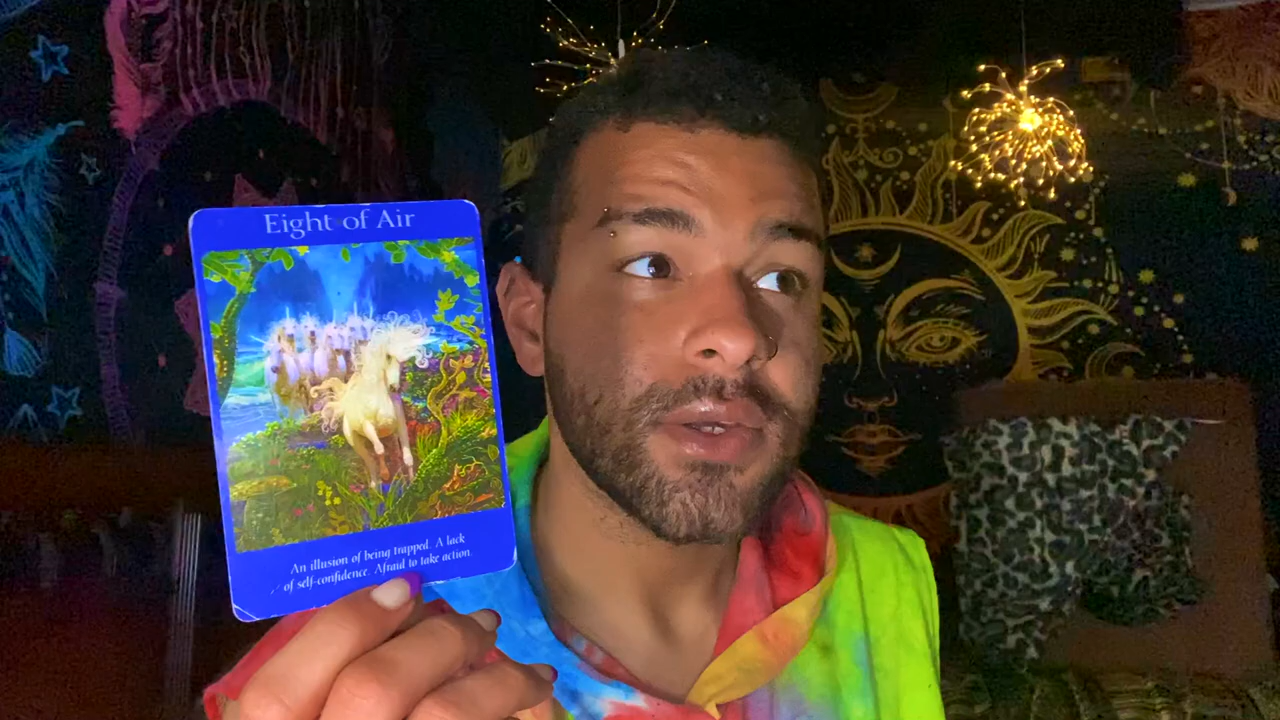 Eight of Air
An illusion of being trapped. A lack
of self-confidence. Afraid to take action.